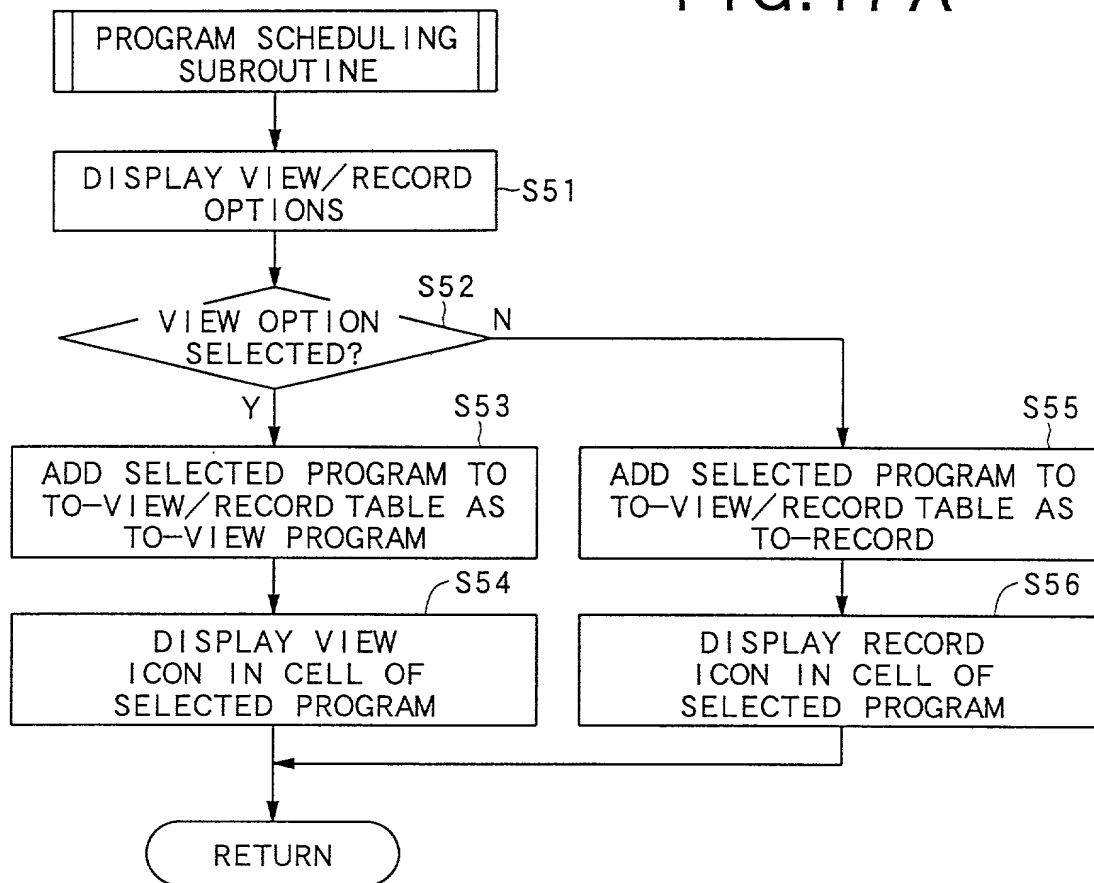 FIG. 17A
PROGRAM SCHEDULING
SUBROUTINE
DISPLAY VIEW/RECORD
OPTIONS
S51
S52
VIEW OPTION
SELECTED?
N
Y
S53
ADD SELECTED PROGRAM TO
TO-VIEW/RECORD TABLE AS
TO-VIEW PROGRAM
S55
ADD SELECTED PROGRAM TO
TO-VIEW/RECORD TABLE AS
TO-RECORD
S54
DISPLAY VIEW
ICON IN CELL OF
SELECTED PROGRAM
S56
DISPLAY RECORD
ICON IN CELL OF
SELECTED PROGRAM
RETURN